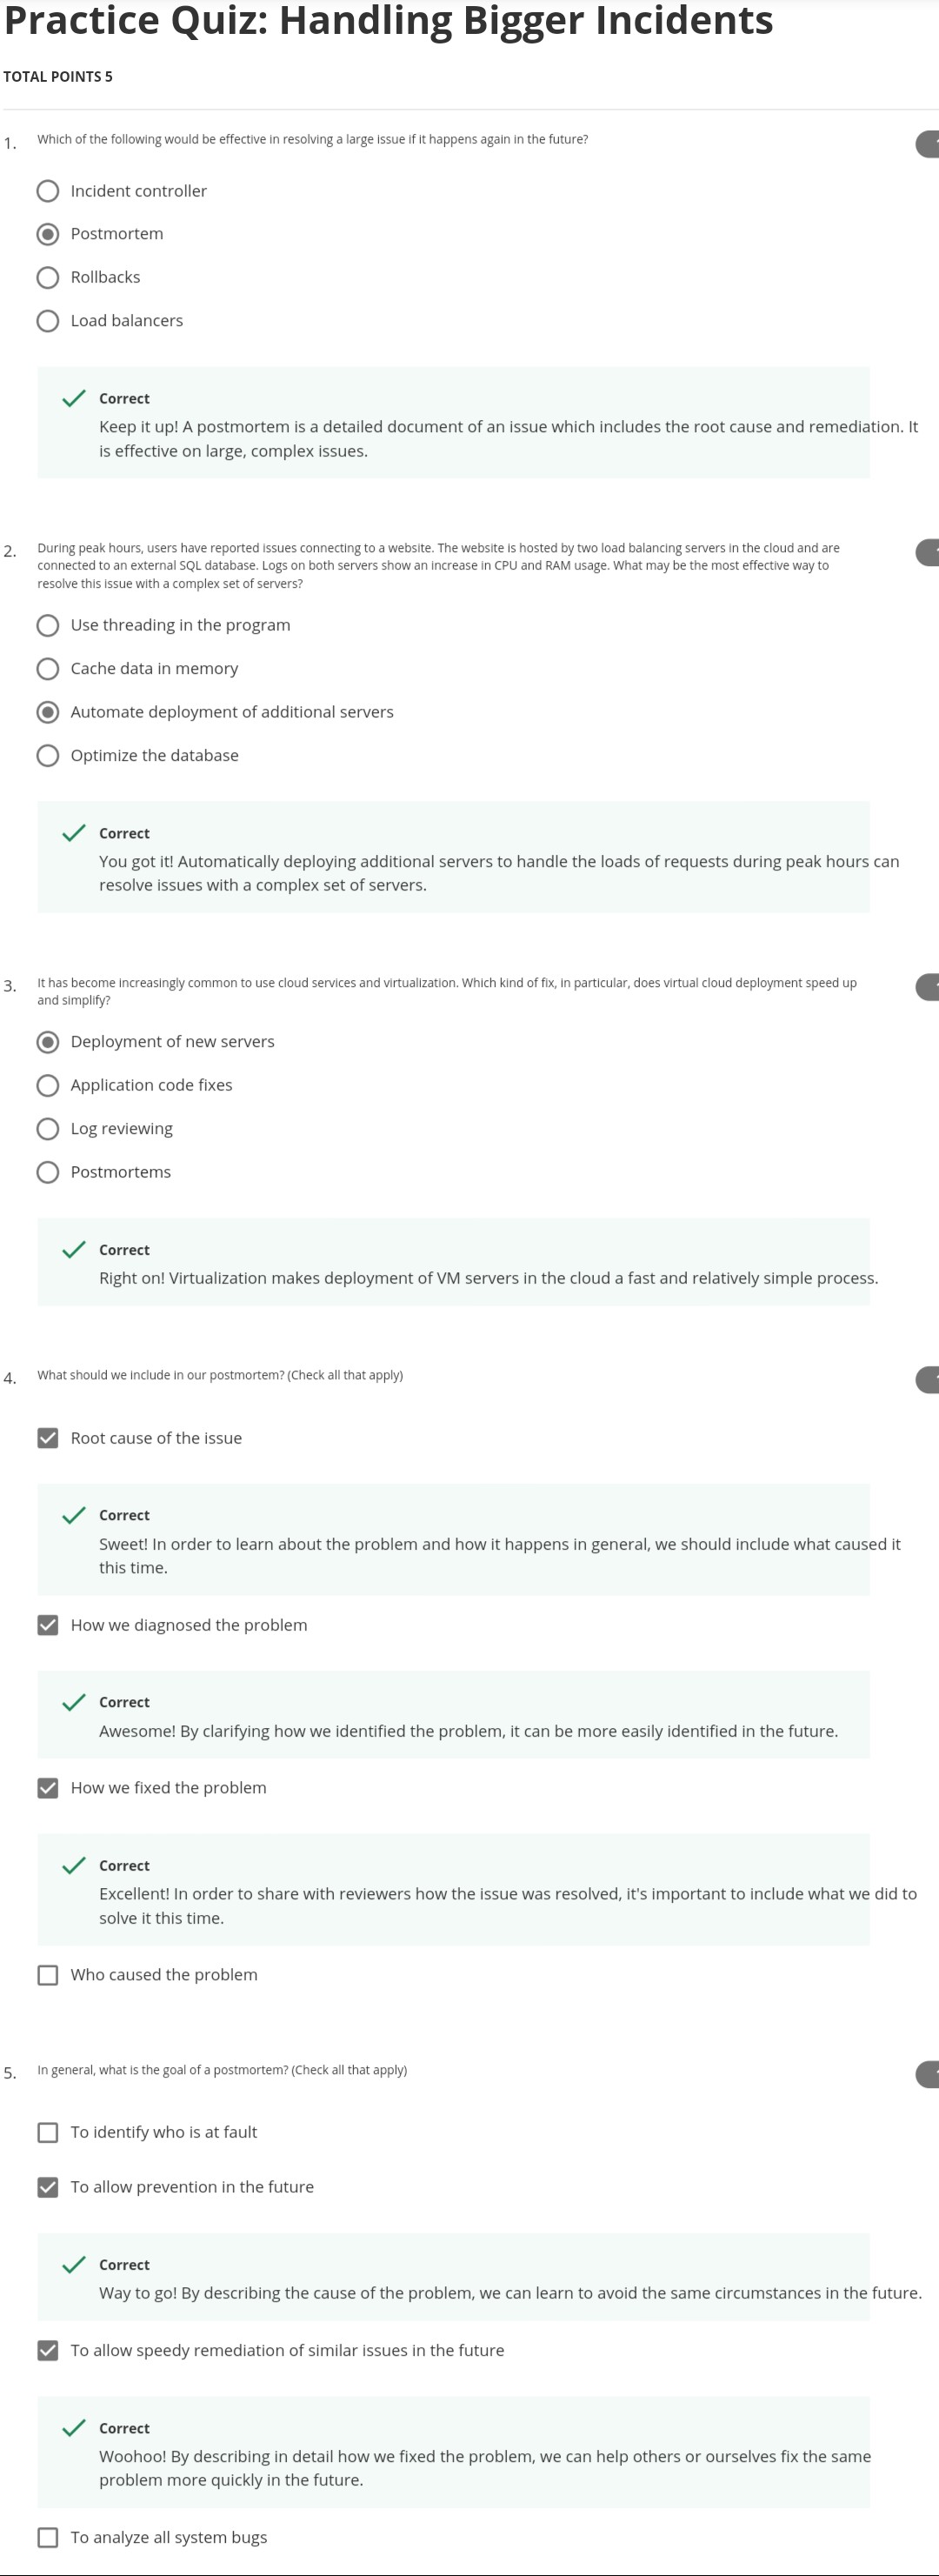 Practice Quiz: Handling Bigger Incidents
TOTAL POINTS 5
1. Which of the following would be effective in resolving a large issue if it happens again in the future?
Incident controller
Postmortem
Rollbacks
Load balancers
Correct
Keep it up! A postmortem is a detailed document of an issue which includes the root cause and remediation. It
is effective on large, complex issues.
2. During peak hours, users have reported issues connecting to a website. The website is hosted by two load balancing servers in the cloud and are
connected to an external SQL database. Logs on both servers show an increase in CPU and RAM usage. What may be the most effective way to
resolve this issue with a complex set of servers?
Use threading in the program
Cache data in memory
Automate deployment of additional servers
Optimize the database
Correct
You got it! Automatically deploying additional servers to handle the loads of requests during peak hours can
resolve issues with a complex set of servers.
3. It has become increasingly common to use cloud services and virtualization. Which kind of fix, in particular, does virtual cloud deployment speed up
and simplify?
Deployment of new servers
Application code fixes
Log reviewing
Postmortems
Correct
Right on! Virtualization makes deployment of VM servers in the cloud a fast and relatively simple process.
4. What should we include in our postmortem? (Check all that apply)
Root cause of the issue
Correct
Sweet! In order to learn about the problem and how it happens in general, we should include what caused it
this time.
How we diagnosed the problem
Correct
Awesome! By clarifying how we identified the problem, it can be more easily identified in the future.
How we fixed the problem
Correct
Excellent! In order to share with reviewers how the issue was resolved, it's important to include what we did to
solve it this time.
Who caused the problem
5. In general, what is the goal of a postmortem? (Check all that apply)
To identify who is at fault
To allow prevention in the future
Correct
Way to go! By describing the cause of the problem, we can learn to avoid the same circumstances in the future.
To allow speedy remediation of similar issues in the future
Correct
Woohoo! By describing in detail how we fixed the problem, we can help others or ourselves fix the same
problem more quickly in the future.
To analyze all system bugs